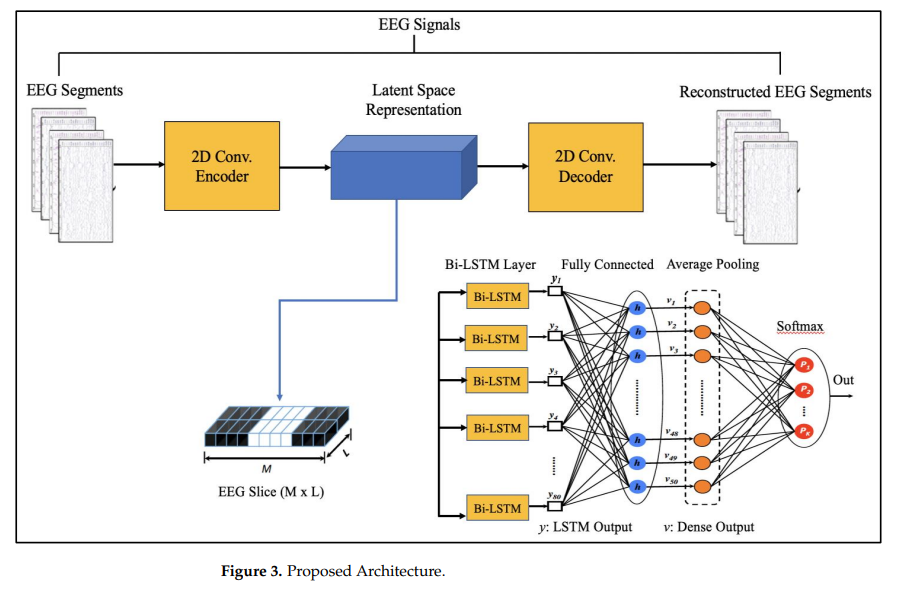 EEG Signals
EEG Segments
Latent Space
Representation
Reconstructed EEG Segments
2D Conv.
Encoder
2D Conv.
Decoder
Bi-LSTM Layer
Fully Connected
Average Pooling
Softmax
Bi-LSTM
y1
Bi-LSTM
y2
Bi-LSTM
y3
Bi-LSTM
y4
Bi-LSTM
y80
h
h
h
h
h
h
v1
v2
v3
v48
v49
v50
P1
P2
PK
Out
M
L
EEG Slice (M x L)
y: LSTM Output
v: Dense Output
Figure 3. Proposed Architecture.